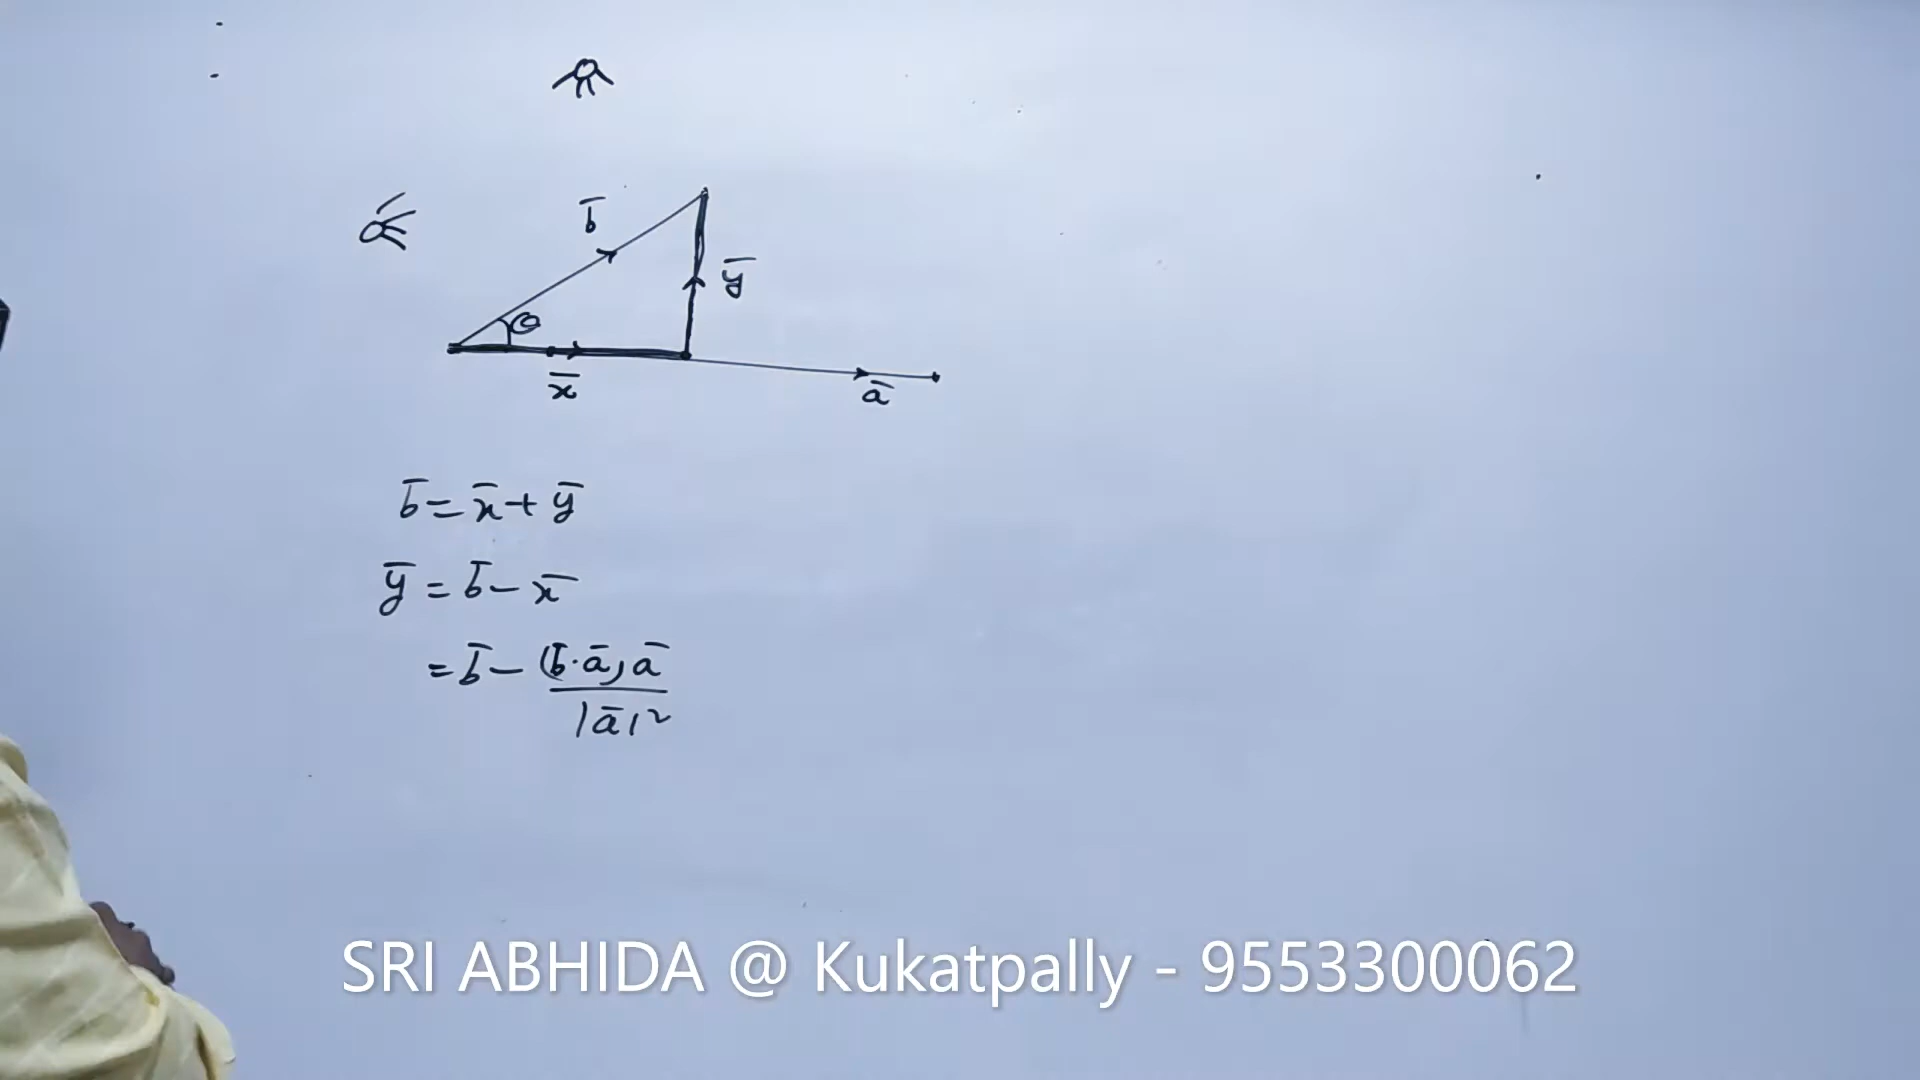 b̄
ȳ
θ
x̄
ā
b̄ = x̄ + ȳ
ȳ = b̄ - x̄
= b̄ - (b̄·ā)ā
|ā|²
SRI ABHIDA @ Kukatpally - 9553300062